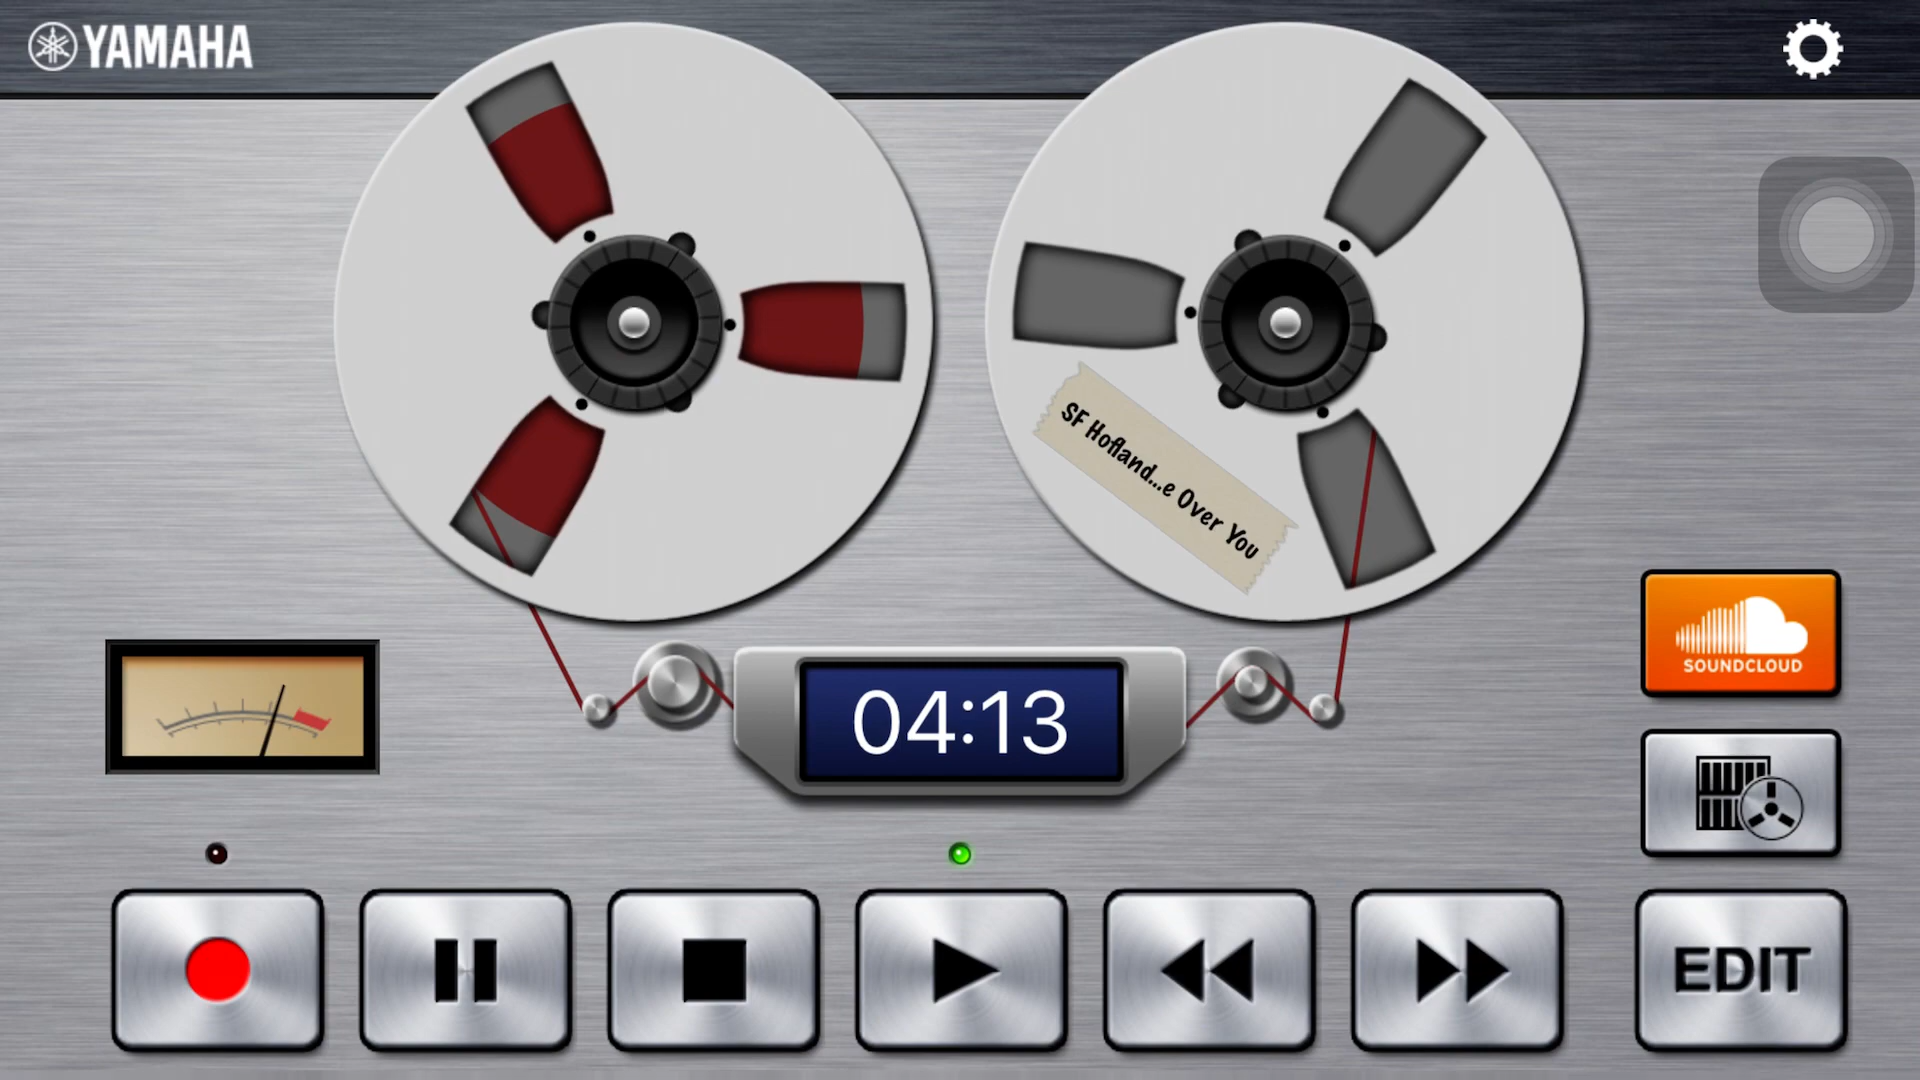 YAMAHA
SF Hofland...e Over You
04:13
SOUNDCLOUD
EDIT